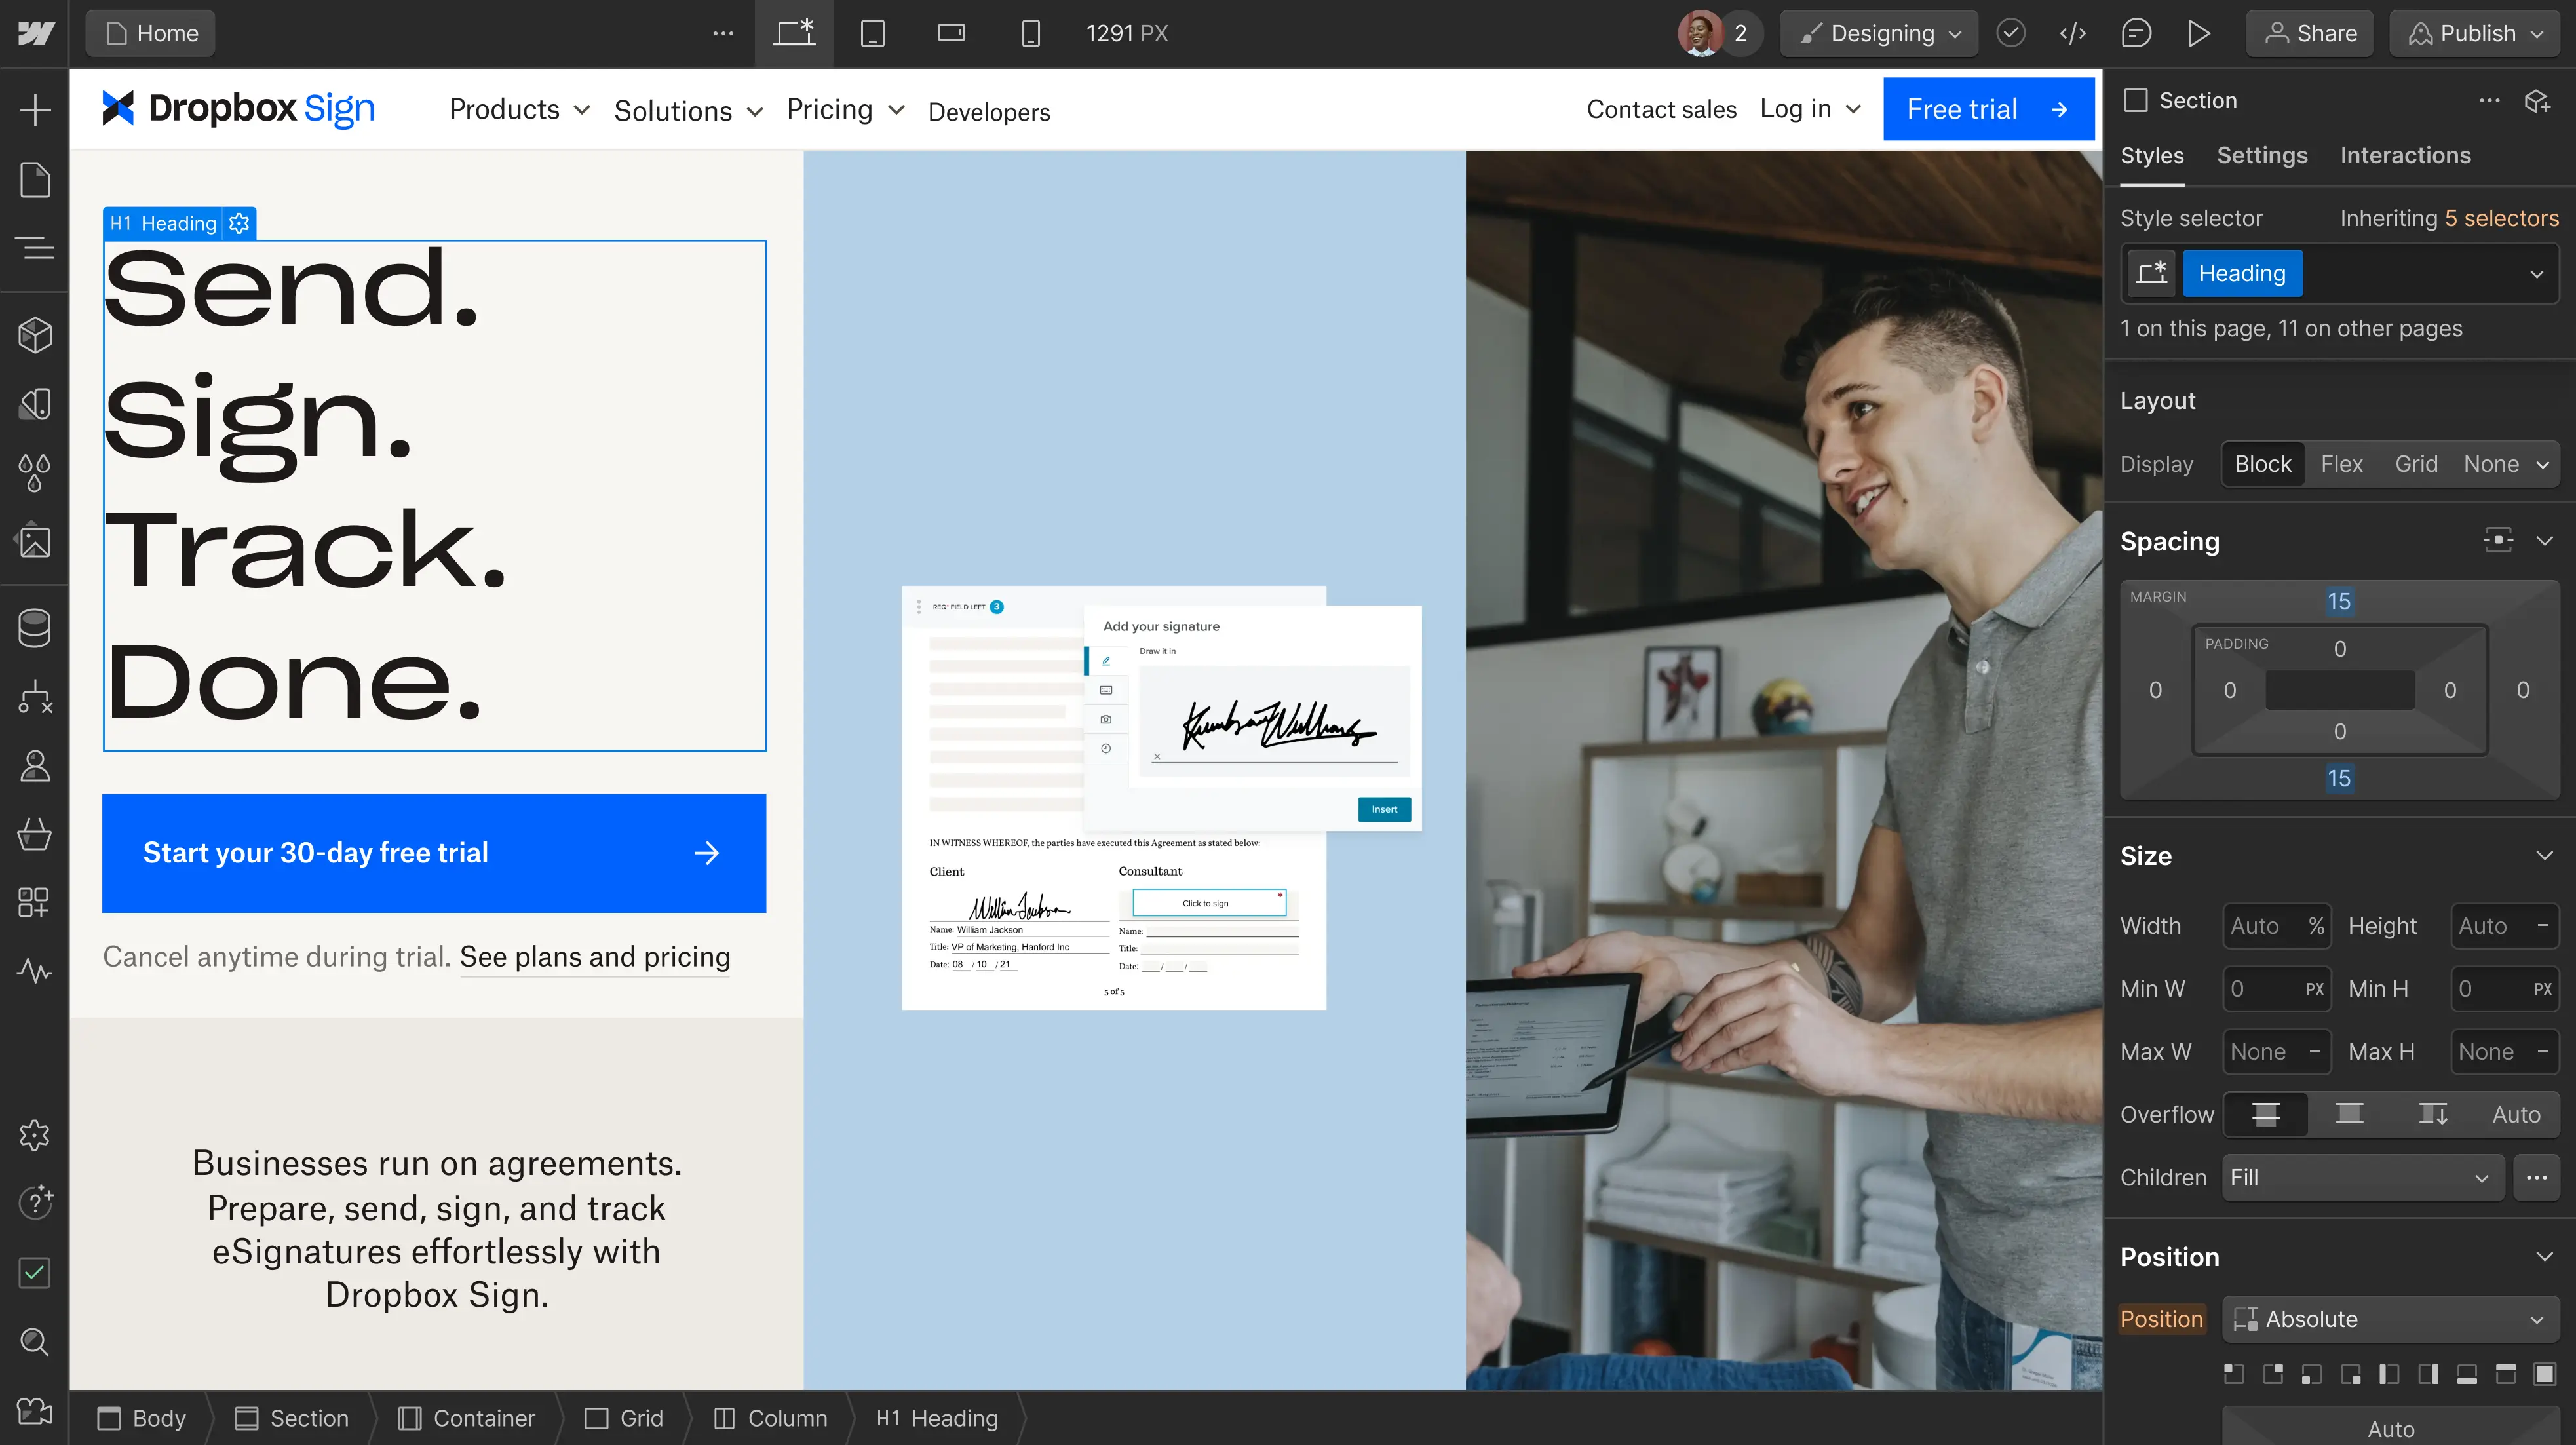 Home
1291 PX
2
Designing
Share
Publish
Dropbox Sign
Products
Solutions
Pricing
Developers
Contact sales
Log in
Free trial
H1 Heading
Send.
Sign.
Track.
Done.
Start your 30-day free trial
Cancel anytime during trial. See plans and pricing
Businesses run on agreements.
Prepare, send, sign, and track
eSignatures effortlessly with
Dropbox Sign.
REQ' FIELD LEFT 3
Add your signature
Draw it in
Insert
IN WITNESS WHEREOF, the parties have executed this Agreement as stated below:
Client
William Jackson
Name: William Jackson
Title: VP of Marketing, Hanford Inc
Date: 08 / 10 / 21
Consultant
Click to sign *
Name:
Title:
Date: / /
5 of 5
Section
Styles
Settings
Interactions
Style selector
Inheriting 5 selectors
Heading
1 on this page, 11 on other pages
Layout
Display
Block
Flex
Grid
None
Spacing
MARGIN
15
PADDING
0
0
0
0
0
0
15
Size
Width
Auto %
Height
Auto –
Min W
0 PX
Min H
0 PX
Max W
None –
Max H
None –
Overflow
Auto
Children
Fill
Position
Position
Absolute
Auto
Body
Section
Container
Grid
Column
H1 Heading